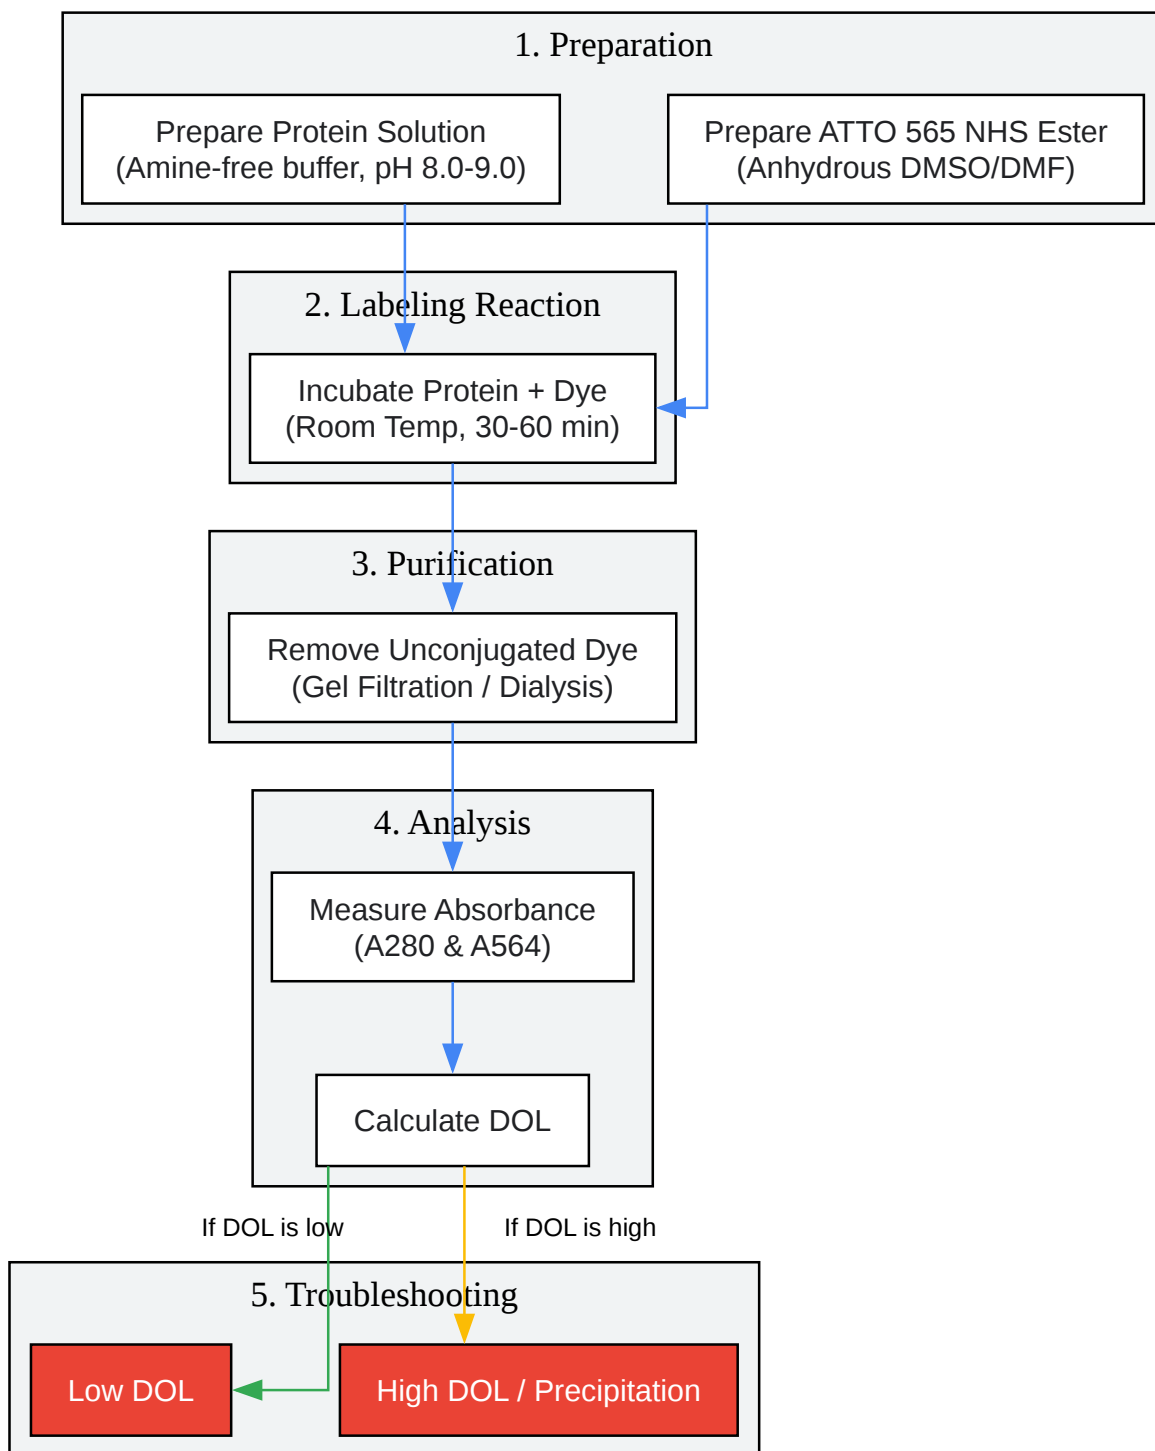 1. Preparation
Prepare Protein Solution
(Amine-free buffer, pH 8.0-9.0)
Prepare ATTO 565 NHS Ester
(Anhydrous DMSO/DMF)
2. Labeling Reaction
Incubate Protein + Dye
(Room Temp, 30-60 min)
3. Purification
Remove Unconjugated Dye
(Gel Filtration / Dialysis)
4. Analysis
Measure Absorbance
(A280 & A564)
Calculate DOL
If DOL is low
If DOL is high
5. Troubleshooting
Low DOL
High DOL / Precipitation